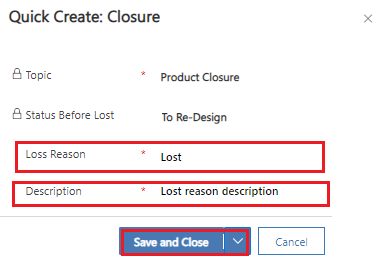 Quick Create: Closure
Topic * Product Closure
Status Before Lost To Re-Design
Loss Reason * Lost
Description * Lost reason description
Save and Close Cancel